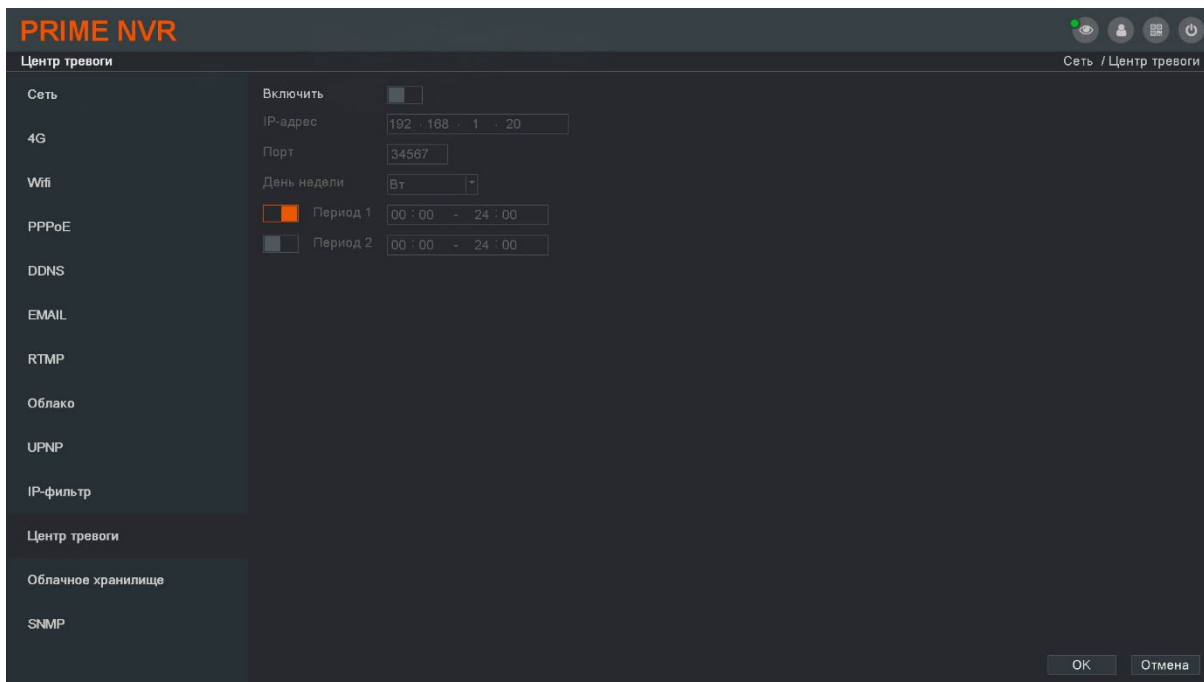 PRIME NVR
Центр тревоги
Сеть / Центр тревоги
Сеть
4G
Wifi
PPPoE
DDNS
EMAIL
RTMP
Облако
UPNP
IP-фильтр
Центр тревоги
Облачное хранилище
SNMP
Включить
IP-адрес 192 . 168 . 1 . 20
Порт 34567
День недели Вт
Период 1 00 : 00 - 24 : 00
Период 2 00 : 00 - 24 : 00
OK Отмена